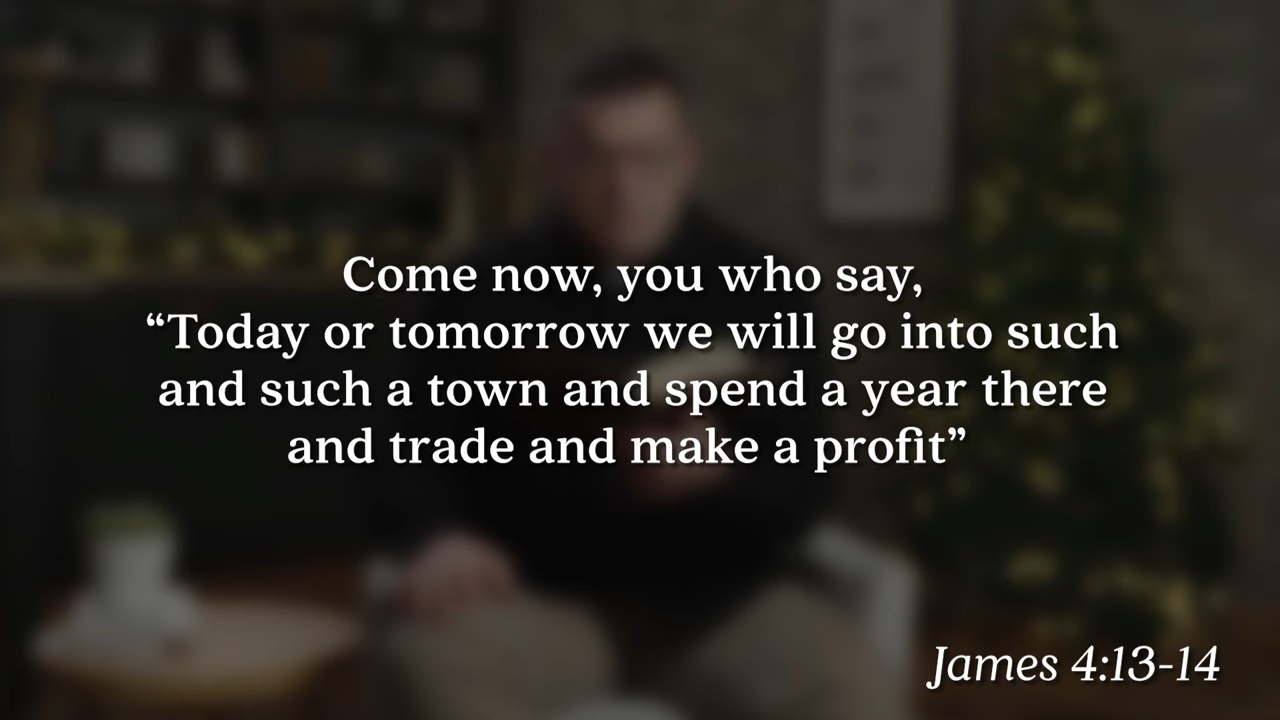 Come now, you who say,
“Today or tomorrow we will go into such
and such a town and spend a year there
and trade and make a profit”
James 4:13-14